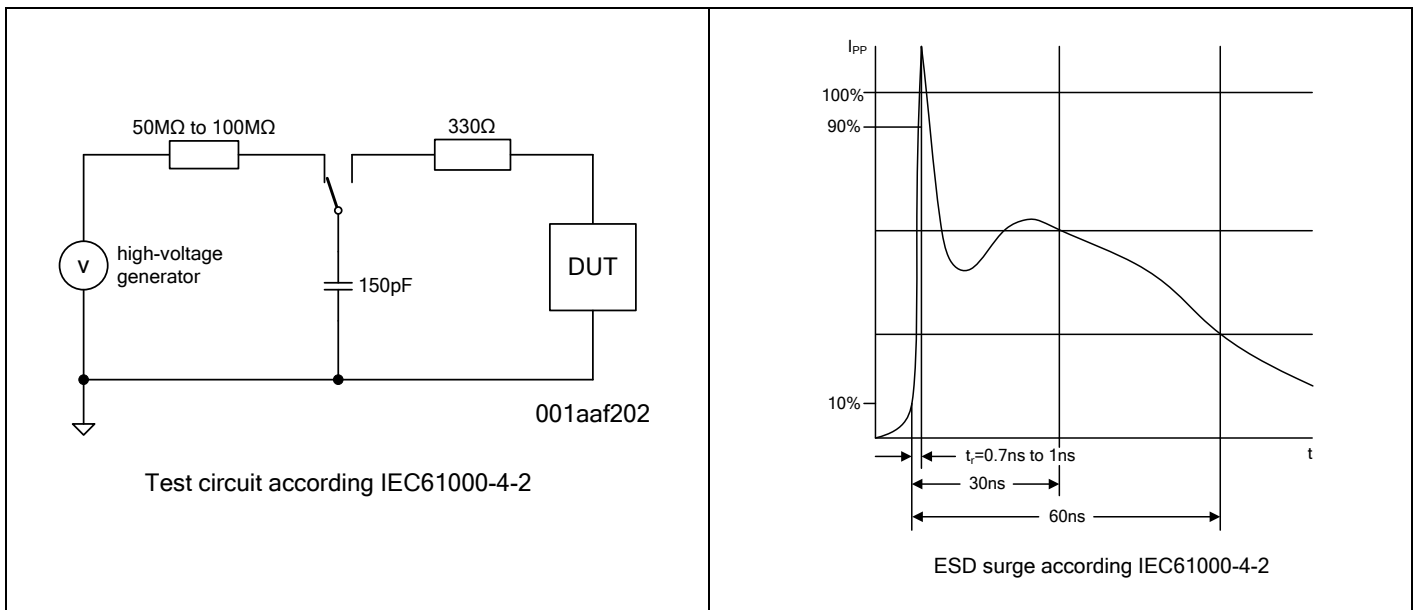 50MΩ to 100MΩ
330Ω
V
high-voltage
generator
150pF
DUT
001aaf202
Test circuit according IEC61000-4-2
IPP
100%
90%
10%
t
tr=0.7ns to 1ns
30ns
60ns
ESD surge according IEC61000-4-2